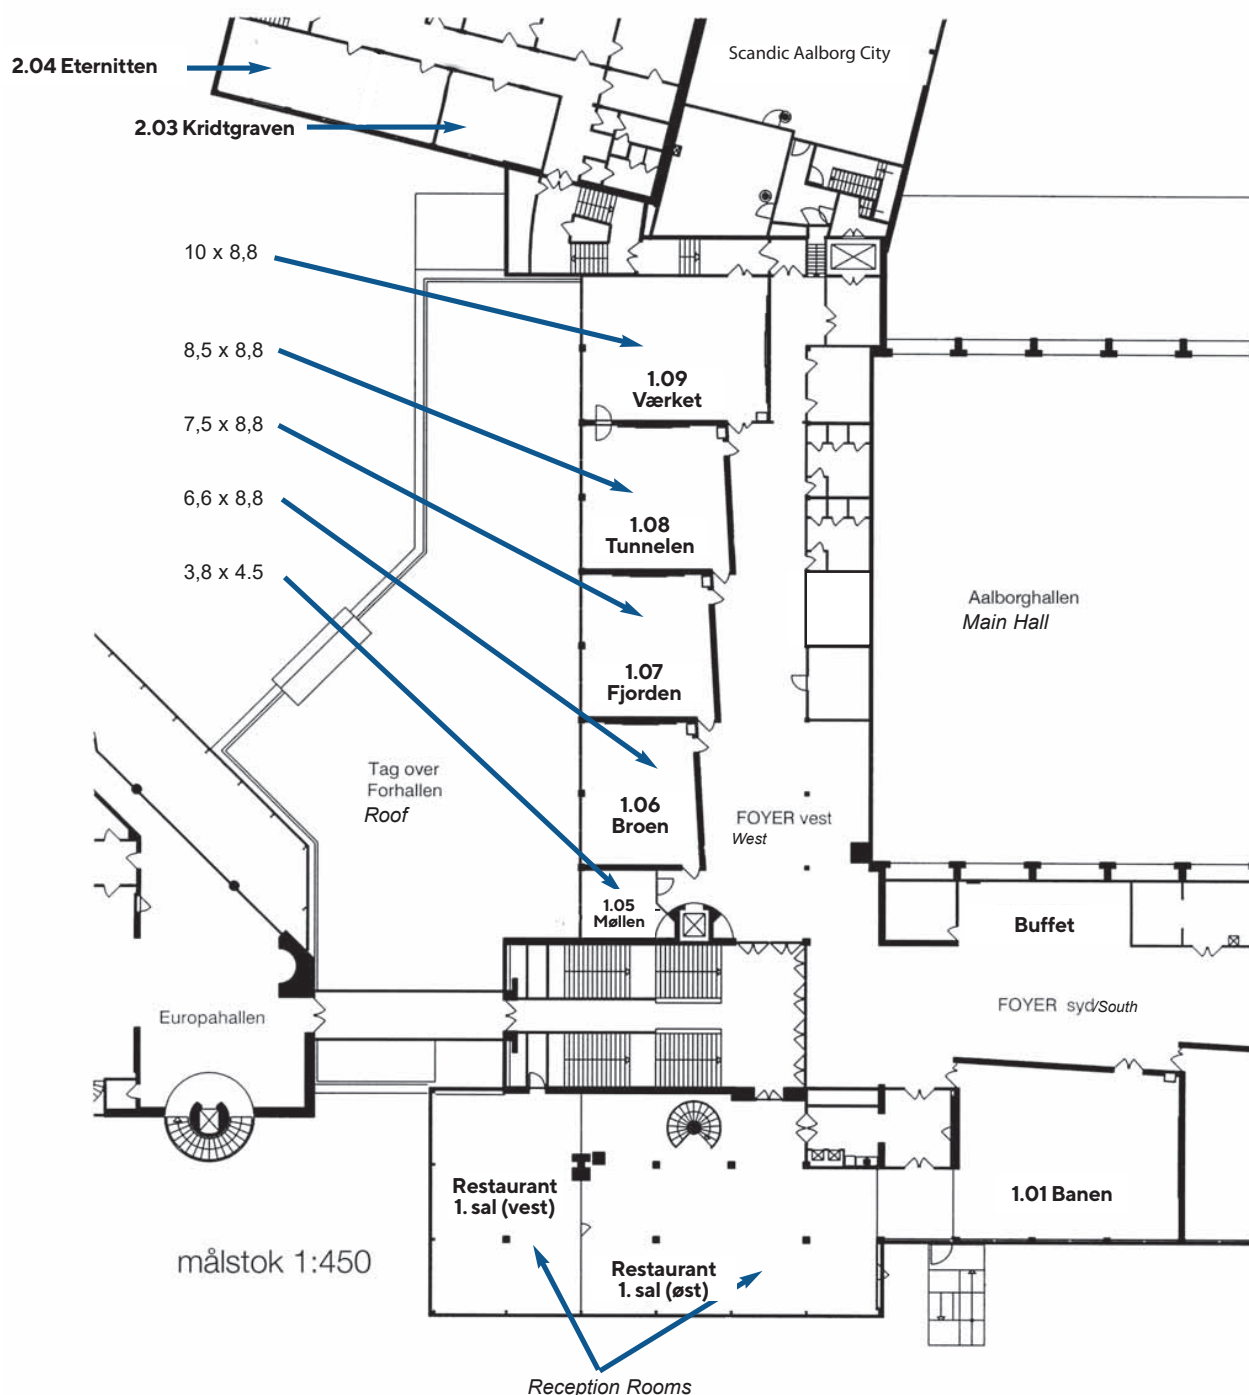 Scandic Aalborg City
2.04 Eternitten
2.03 Kridtgraven
10 x 8,8
8,5 x 8,8
7,5 x 8,8
6,6 x 8,8
3,8 x 4.5
1.09
Værket
1.08
Tunnelen
1.07
Fjorden
1.06
Broen
1.05
Møllen
Aalborghallen
Main Hall
Tag over
Forhallen
Roof
FOYER vest
West
Buffet
Europahallen
FOYER syd/South
Restaurant
1. sal (vest)
1.01 Banen
målstok 1:450
Restaurant
1. sal (øst)
Reception Rooms